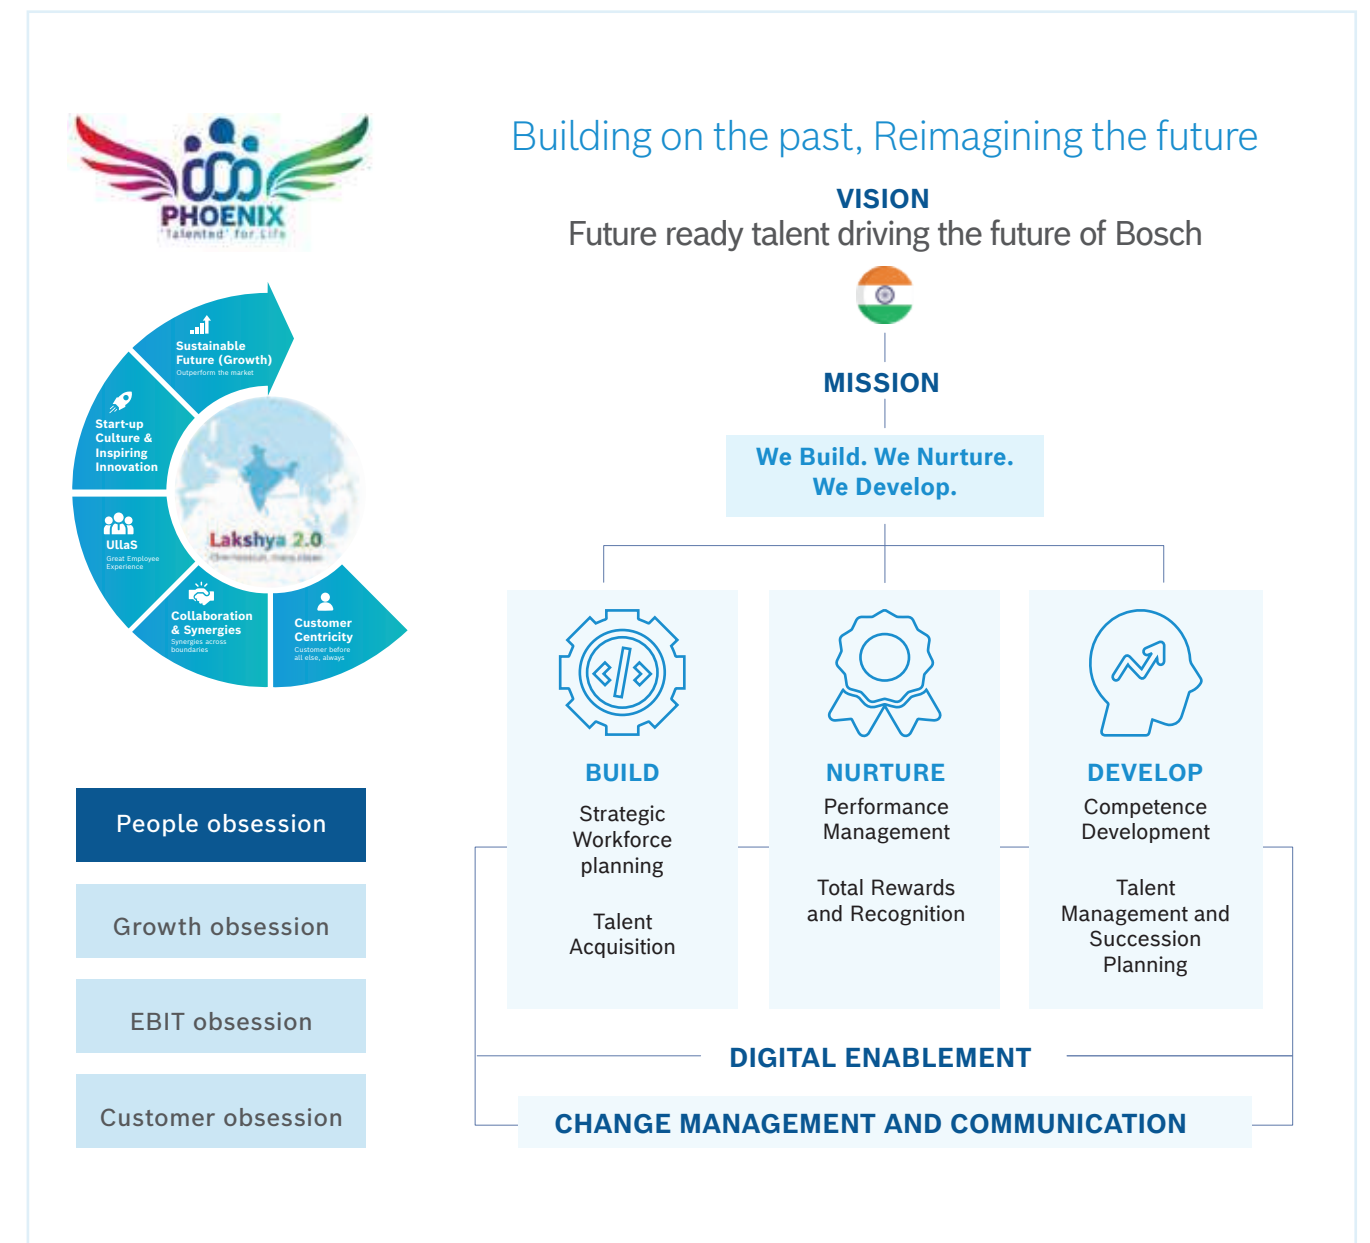 PHOENIX
'Talented' for Life
Building on the past, Reimagining the future
VISION
Future ready talent driving the future of Bosch
MISSION
We Build. We Nurture.
We Develop.
Sustainable
Future (Growth)
Outperform the market
Start-up
Culture &
Inspiring
Innovation
UllaS
Great Employee
Experience
Collaboration
& Synergies
Synergies across
boundaries
Customer
Centricity
Customer before
all else, always
Lakshya 2.0
People obsession
Growth obsession
EBIT obsession
Customer obsession
BUILD
Strategic
Workforce
planning
Talent
Acquisition
NURTURE
Performance
Management
Total Rewards
and Recognition
DEVELOP
Competence
Development
Talent
Management and
Succession
Planning
DIGITAL ENABLEMENT
CHANGE MANAGEMENT AND COMMUNICATION